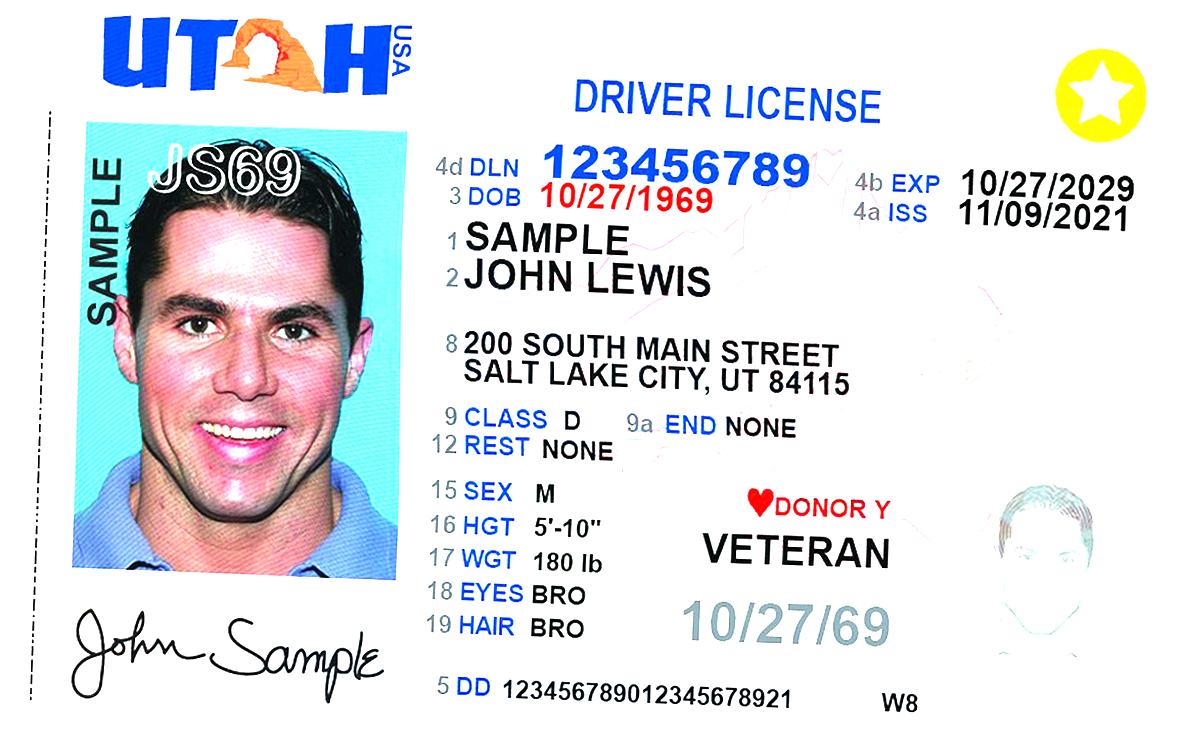 UTAH USA
DRIVER LICENSE
SAMPLE
JS69
4d DLN 123456789
3 DOB 10/27/1969
4b EXP 10/27/2029
4a ISS 11/09/2021
1 SAMPLE
2 JOHN LEWIS
8 200 SOUTH MAIN STREET
SALT LAKE CITY, UT 84115
9 CLASS D 9a END NONE
12 REST NONE
15 SEX M
16 HGT 5'-10"
17 WGT 180 lb
18 EYES BRO
19 HAIR BRO
DONOR Y
VETERAN
10/27/69
John Sample
5 DD 123456789012345678921 W8